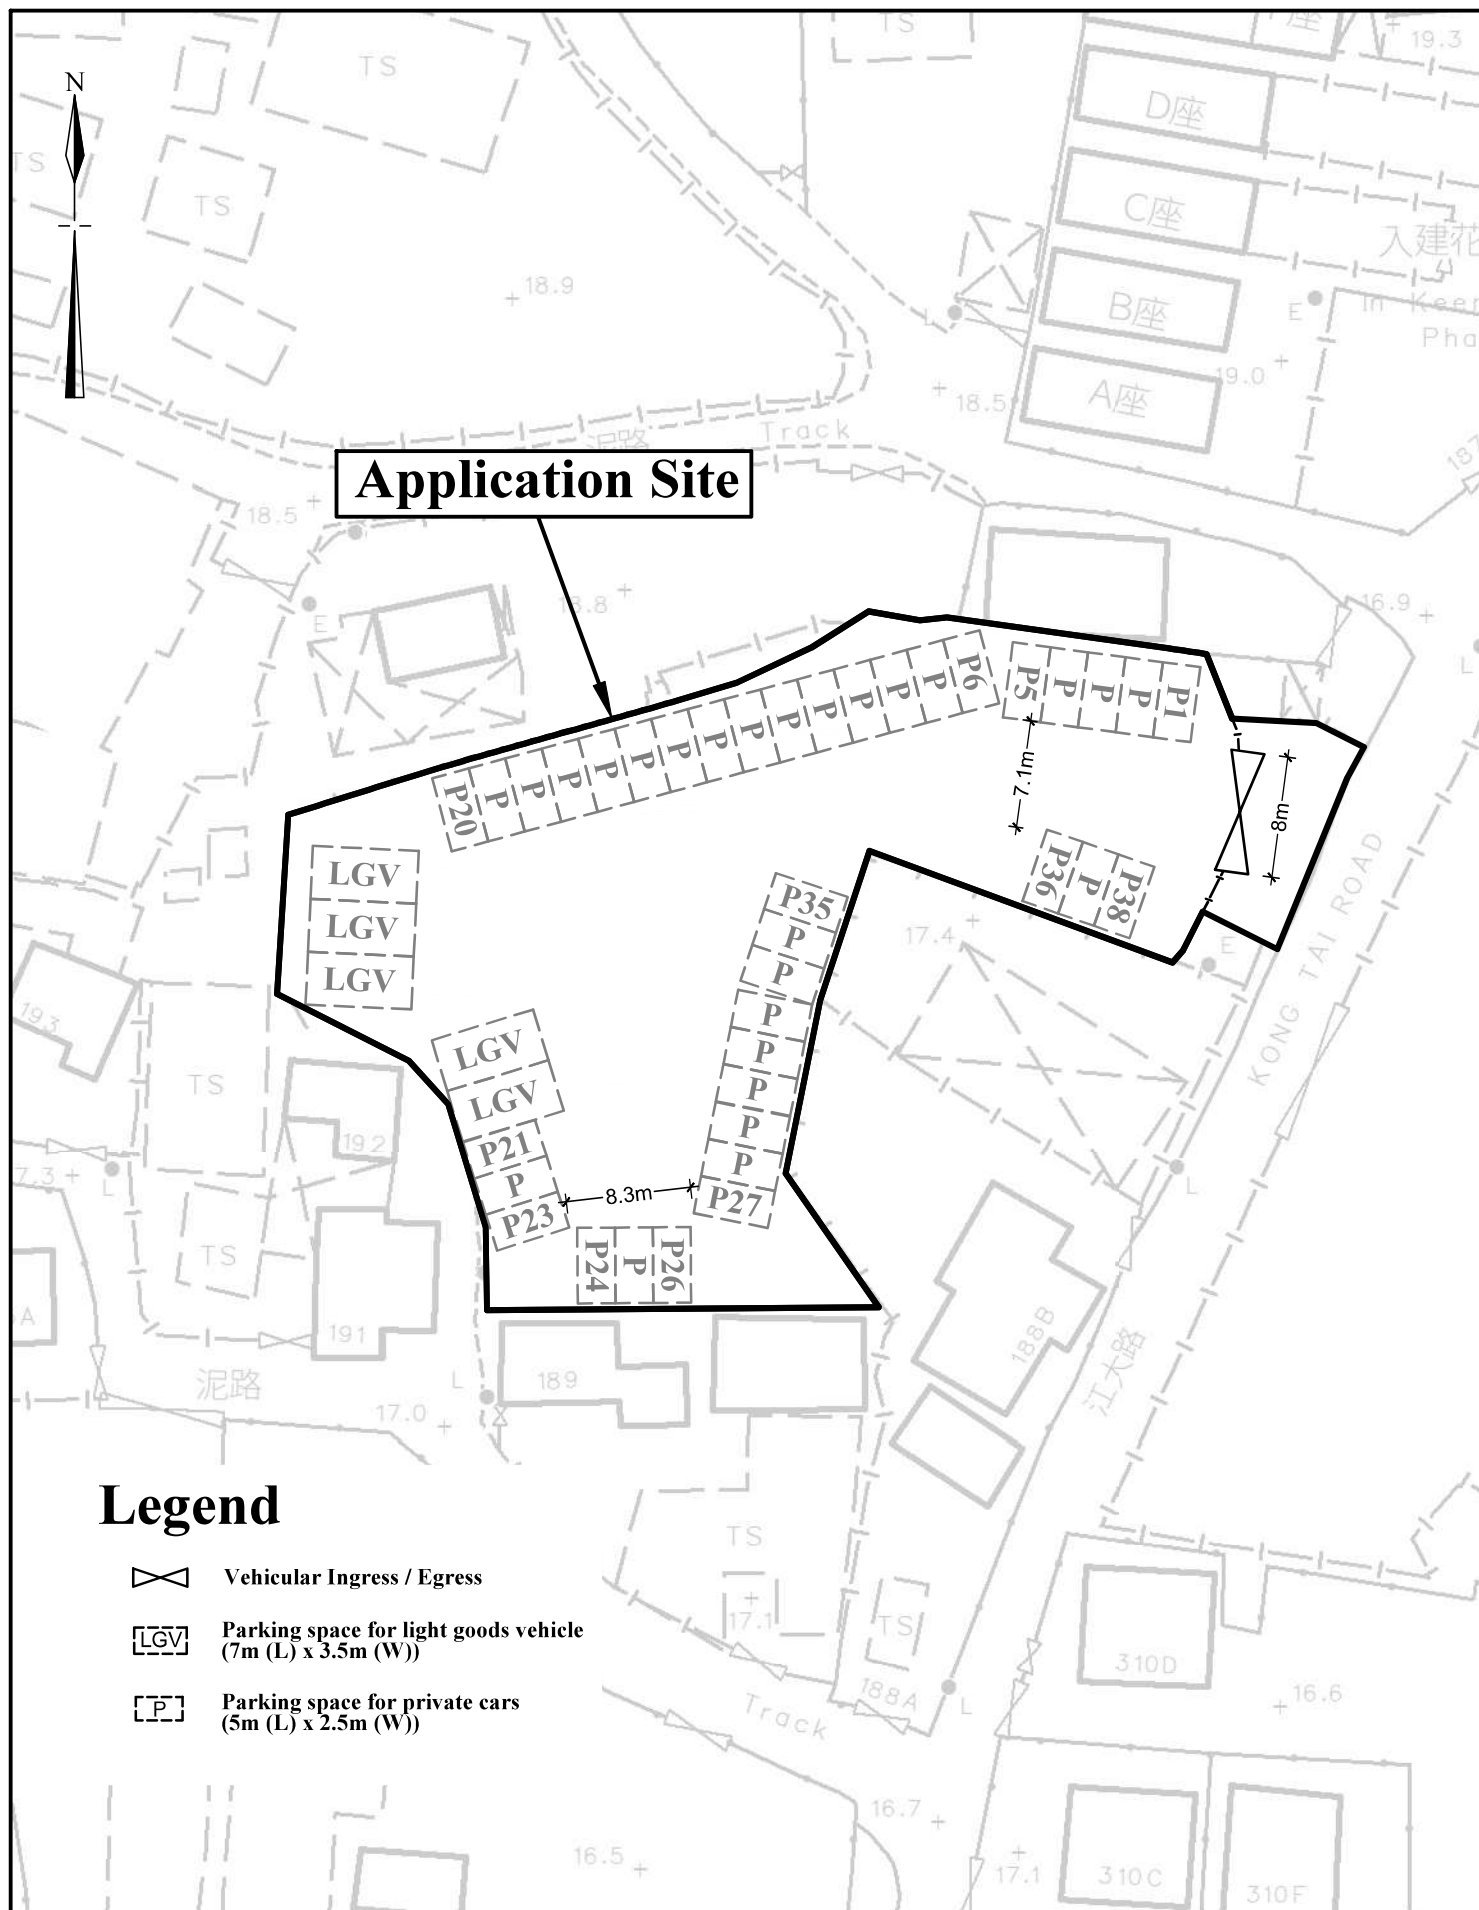 TS
19.3
N
D座
TS
TS
TS
C座
入建花
18.9
B座
E
L
In Keen
Pha
19.0
A座
18.5
Track
泥路
187
Application Site
18.5
18.8
16.9
E
L
P6
P
P
P
P
P
P
P
P
P
P
P
P
P
P20
P5
P
P
P
P1
7.1m
8m
P36
P
P38
LGV
LGV
LGV
P35
P
P
P
P
P
P
P
P27
17.4
E
KONG TAI ROAD
193
LGV
LGV
TS
192
P21
P
P23
8.3m
7.3
L
L
P24
P
P26
TS
191
188B
江大路
泥路
L
189
17.0
Legend
TS
Vehicular Ingress / Egress
LGV
Parking space for light goods vehicle
(7m (L) x 3.5m (W))
17.1
TS
P
Parking space for private cars
(5m (L) x 2.5m (W))
310D
188A
L
16.6
Track
16.7
16.5
17.1
310C
310F